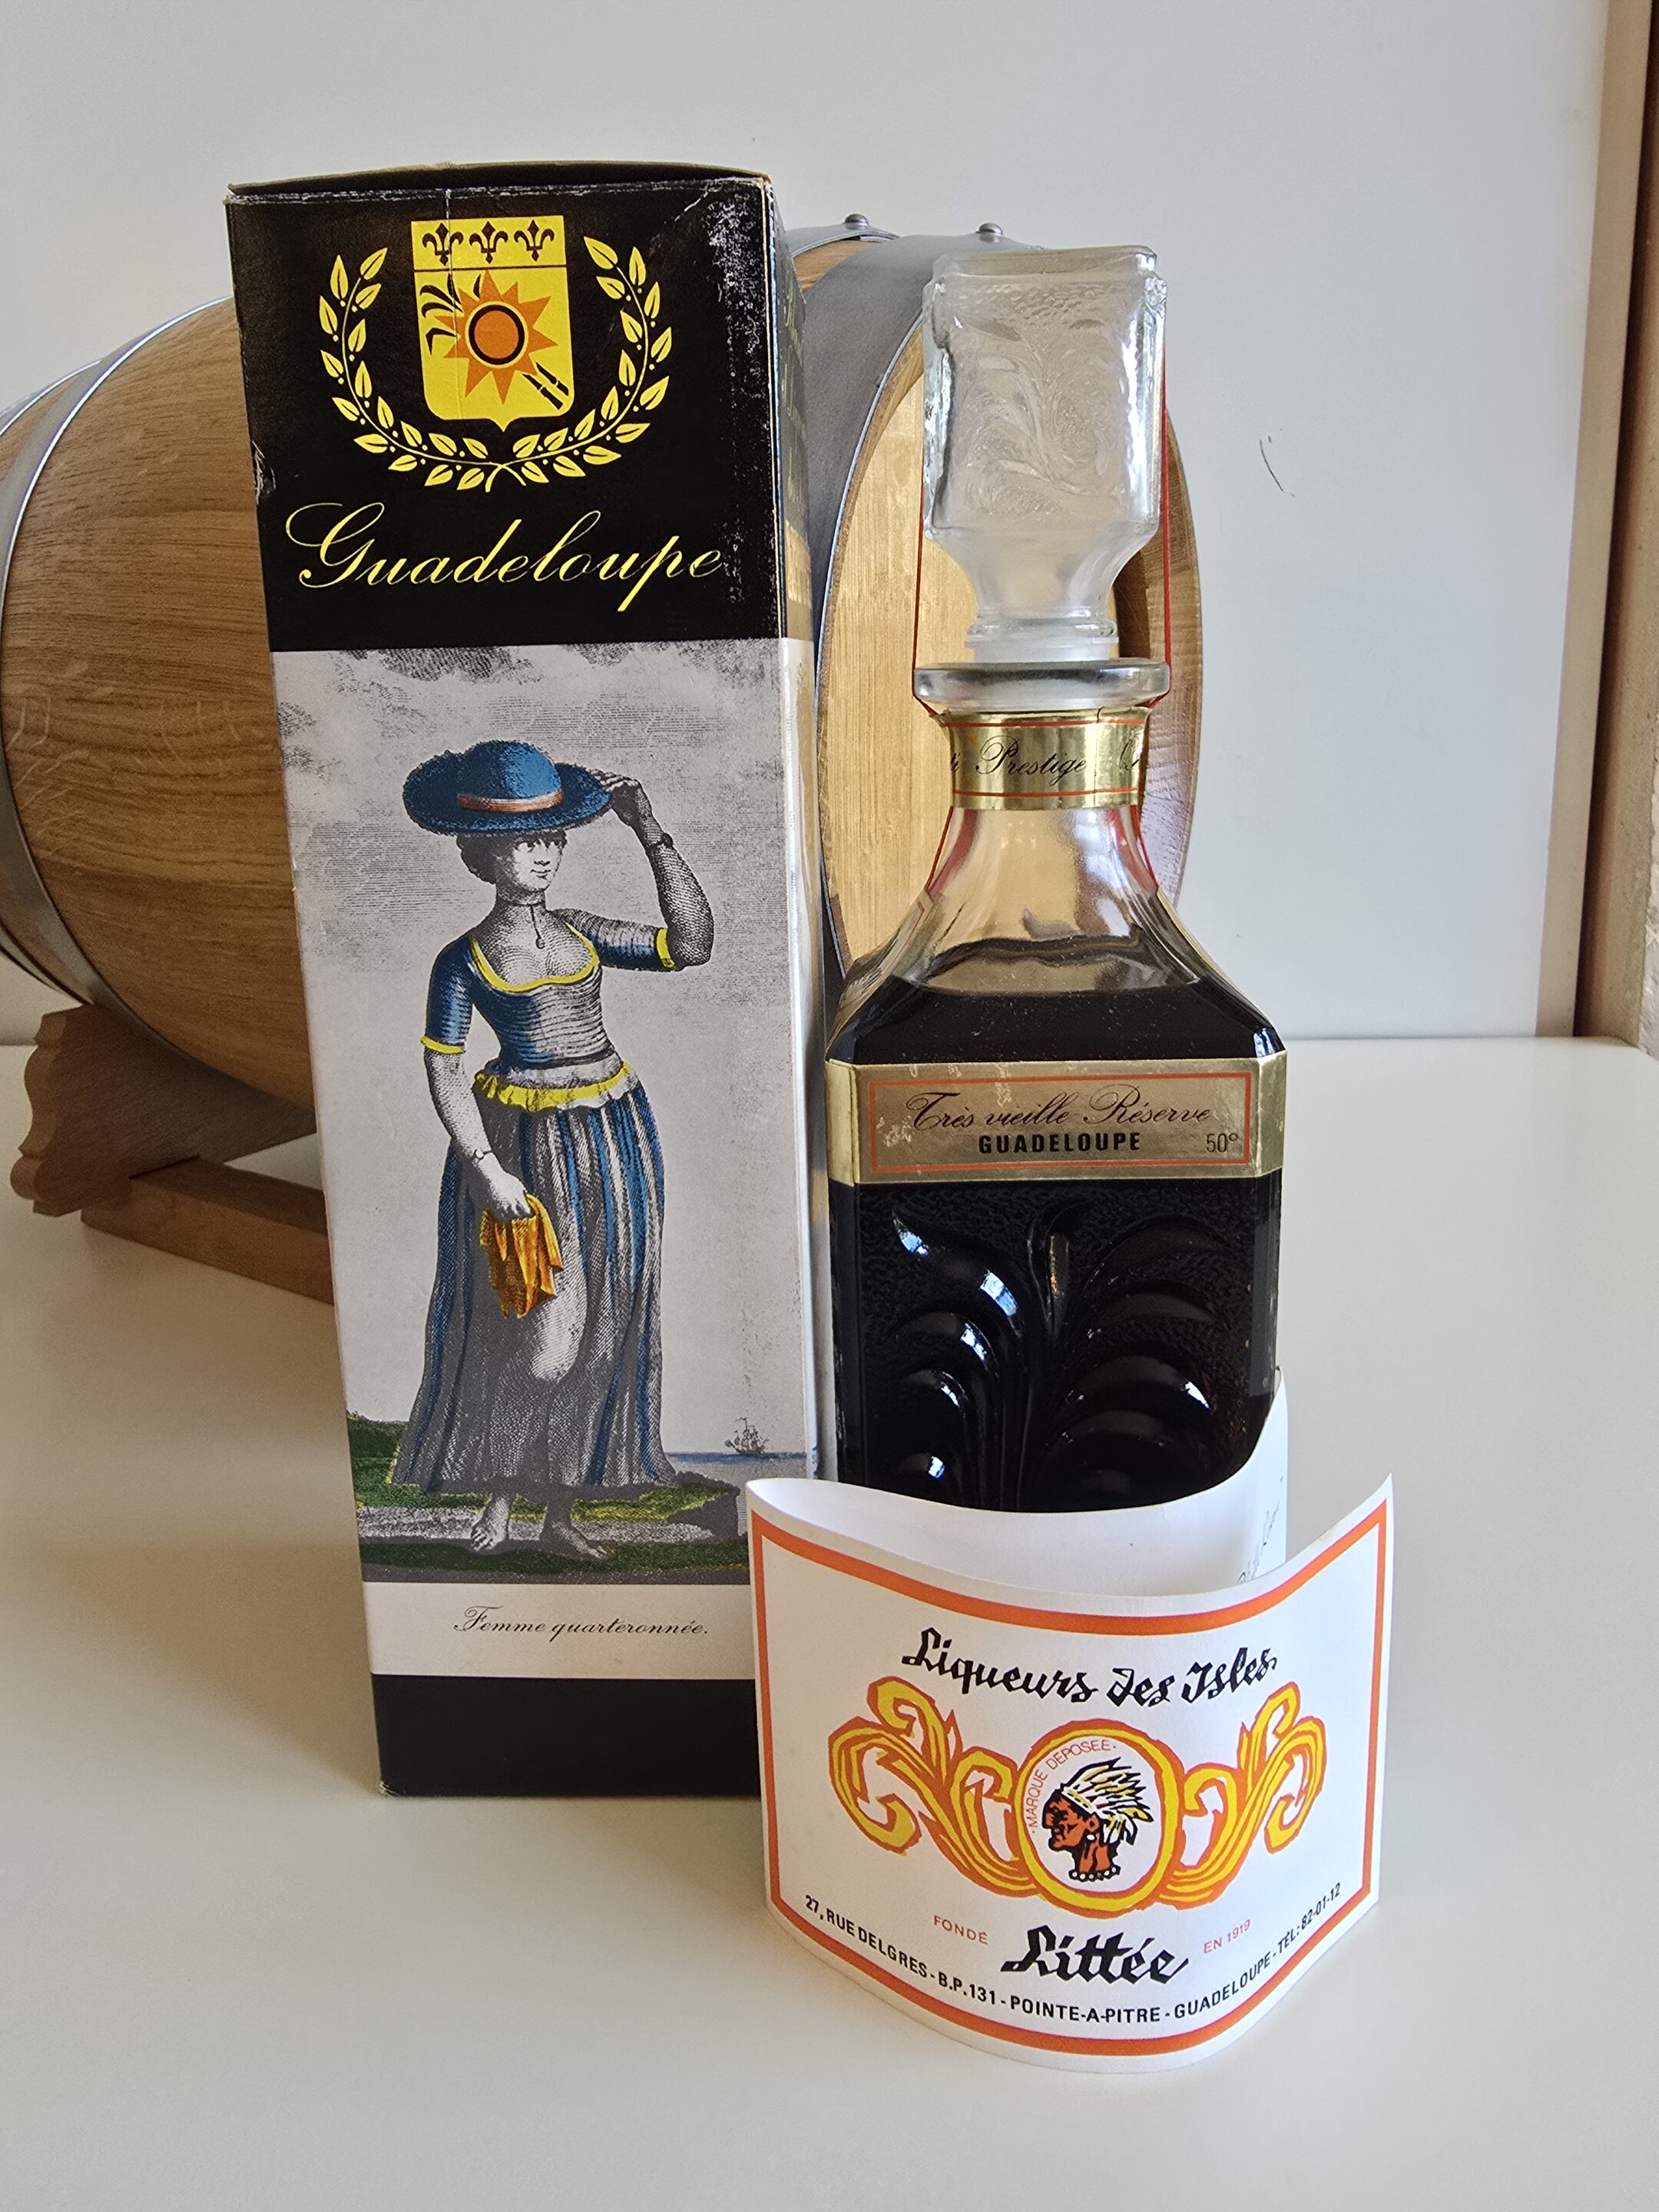 Guadeloupe
Femme quarteronnée.
Prestige
Très vieille Réserve
GUADELOUPE 50°
Liqueurs des Isles
·MARQUE DEPOSEE·
FONDÉ EN 1919
Littée
27, RUE DELGRES - B.P. 131 - POINTE-A-PITRE - GUADELOUPE - TÉL: 82-01-12